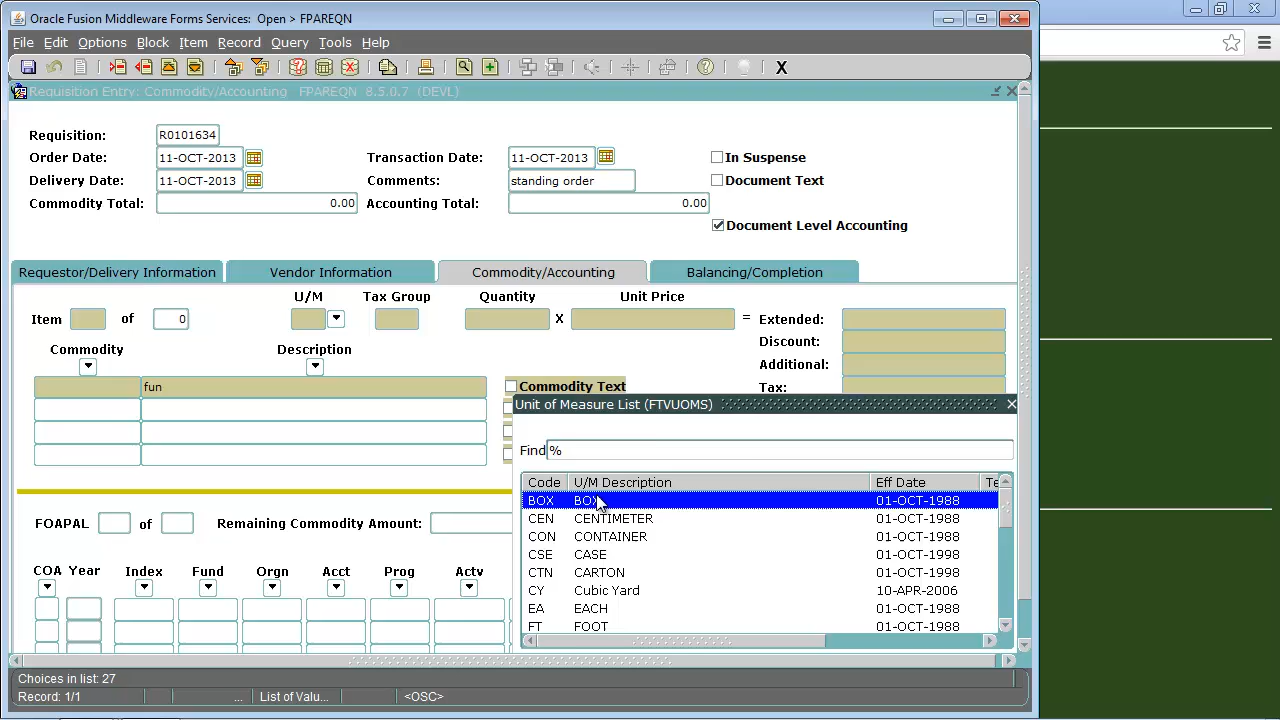 Oracle Fusion Middleware Forms Services:  Open > FPAREQN
File Edit Options Block Item Record Query Tools Help
X
Requisition Entry: Commodity/Accounting  FPAREQN  8.5.0.7  (DEVL)
Requisition: R0101634
Order Date: 11-OCT-2013 Transaction Date: 11-OCT-2013 In Suspense
Delivery Date: 11-OCT-2013 Comments: standing order Document Text
Commodity Total: 0.00 Accounting Total: 0.00
Document Level Accounting
Requestor/Delivery Information Vendor Information Commodity/Accounting Balancing/Completion
U/M Tax Group Quantity Unit Price
Item of 0 X = Extended:
Discount:
Commodity Description Additional:
fun Commodity Text Tax:
Unit of Measure List (FTVUOMS)
Find %
Code U/M Description Eff Date Te
BOX BOX 01-OCT-1988
CEN CENTIMETER 01-OCT-1988
CON CONTAINER 01-OCT-1988
CSE CASE 01-OCT-1998
CTN CARTON 01-OCT-1998
CY Cubic Yard 10-APR-2006
EA EACH 01-OCT-1988
FT FOOT 01-OCT-1988
FOAPAL of Remaining Commodity Amount:
COA Year Index Fund Orgn Acct Prog Actv
Choices in list: 27
Record: 1/1 ... List of Valu... <OSC>